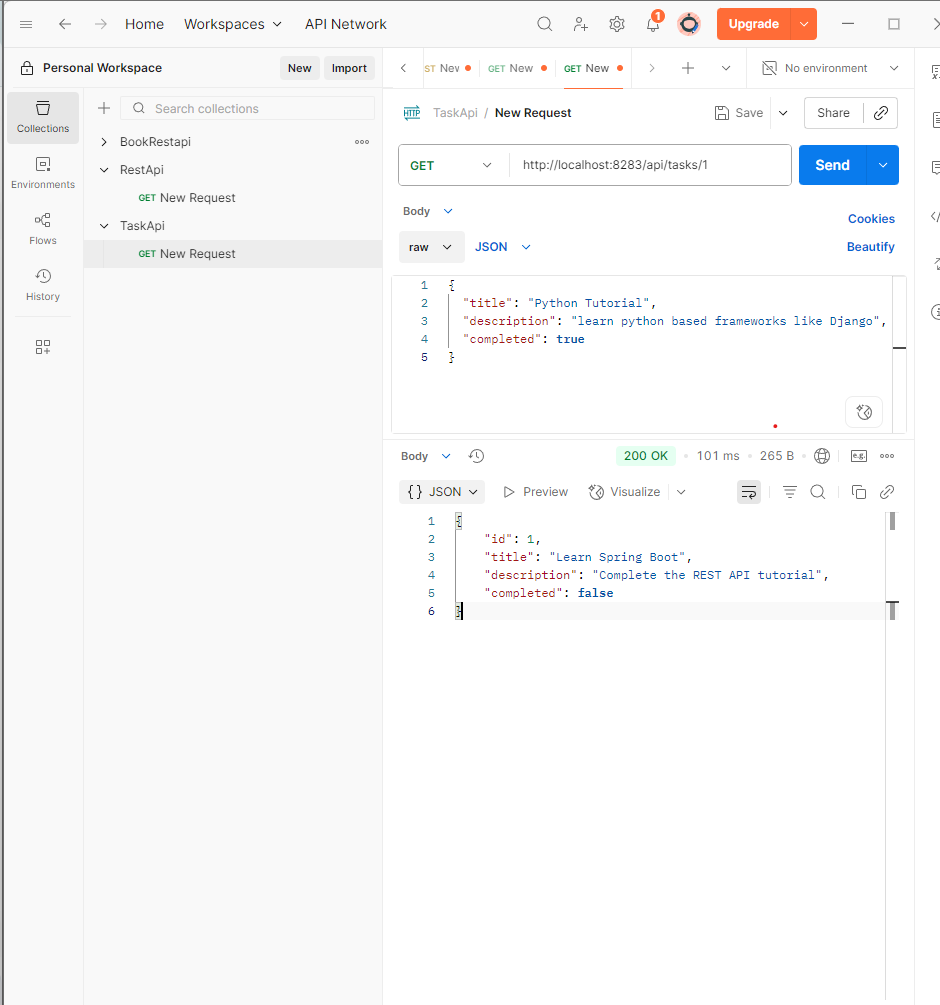 Home Workspaces API Network 1 Upgrade
Personal Workspace New Import ST New GET New GET New No environment
Collections
Search collections
BookRestapi
RestApi
GET New Request
TaskApi
GET New Request
Environments
Flows
History
HTTP TaskApi / New Request Save Share
GET http://localhost:8283/api/tasks/1 Send
Body Cookies
raw JSON Beautify
1 {
2 "title": "Python Tutorial",
3 "description": "learn python based frameworks like Django",
4 "completed": true
5 }
Body 200 OK 101 ms 265 B e.g.
{} JSON Preview Visualize
1 {
2 "id": 1,
3 "title": "Learn Spring Boot",
4 "description": "Complete the REST API tutorial",
5 "completed": false
6 }